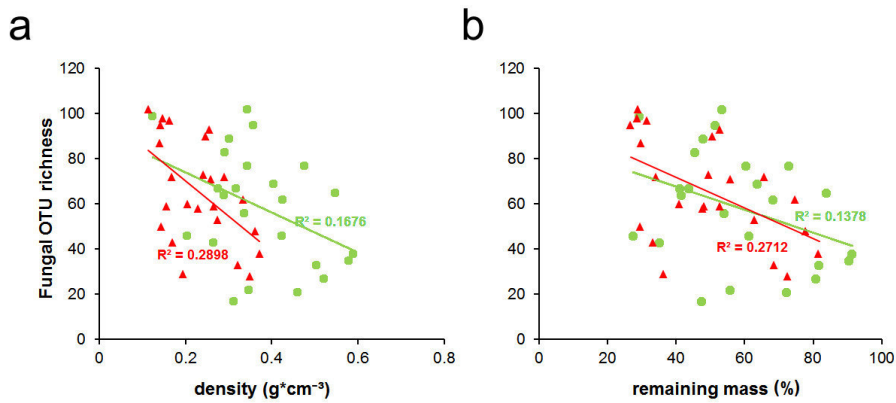 a
b
Fungal OTU richness
120
100
80
60
40
20
0
R² = 0.1676
R² = 0.2898
0
0.2
0.4
0.6
0.8
density (g*cm⁻³)
120
100
80
60
40
20
0
R² = 0.1378
R² = 0.2712
0
20
40
60
80
100
remaining mass (%)